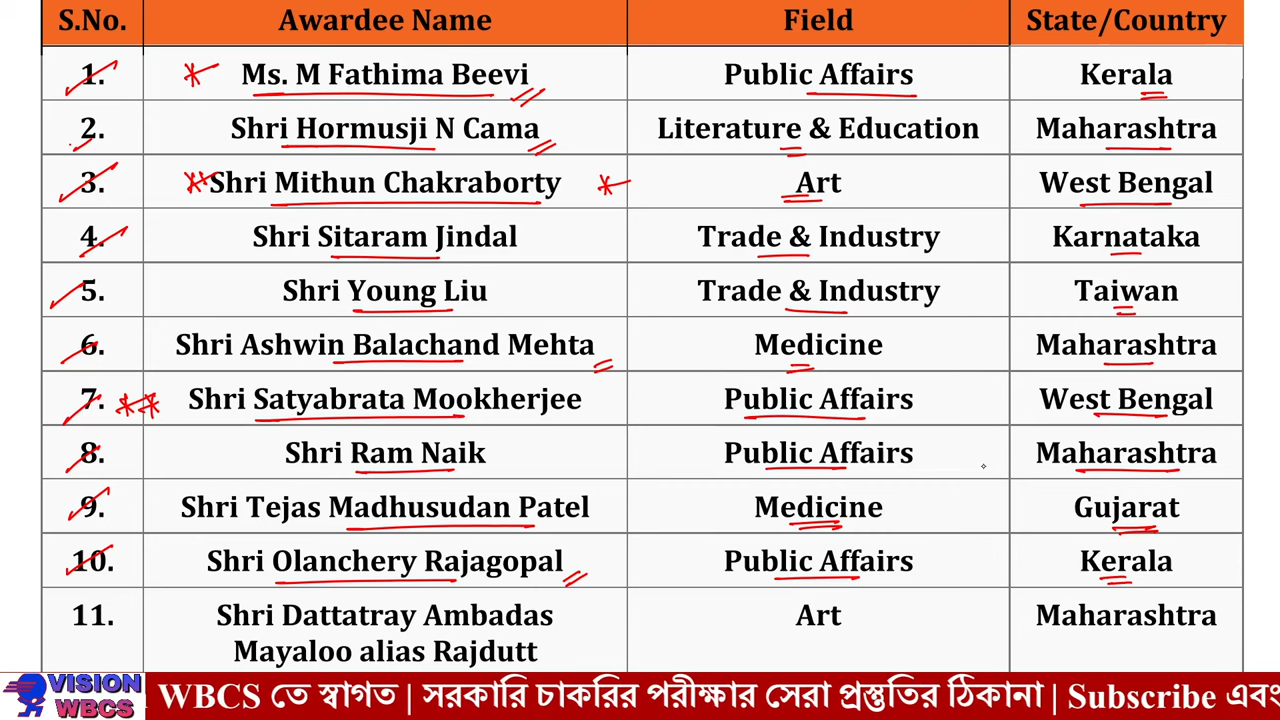 S.No. Awardee Name Field State/Country
1. Ms. M Fathima Beevi Public Affairs Kerala
2. Shri Hormusji N Cama Literature & Education Maharashtra
3. Shri Mithun Chakraborty Art West Bengal
4. Shri Sitaram Jindal Trade & Industry Karnataka
5. Shri Young Liu Trade & Industry Taiwan
6. Shri Ashwin Balachand Mehta Medicine Maharashtra
7. Shri Satyabrata Mookherjee Public Affairs West Bengal
8. Shri Ram Naik Public Affairs Maharashtra
9. Shri Tejas Madhusudan Patel Medicine Gujarat
10. Shri Olanchery Rajagopal Public Affairs Kerala
11. Shri Dattatray Ambadas Art Maharashtra
Mayaloo alias Rajdutt
VISION
WBCS
WBCS তে স্বাগত | সরকারি চাকরির পরীক্ষার সেরা প্রস্তুতির ঠিকানা | Subscribe এবং